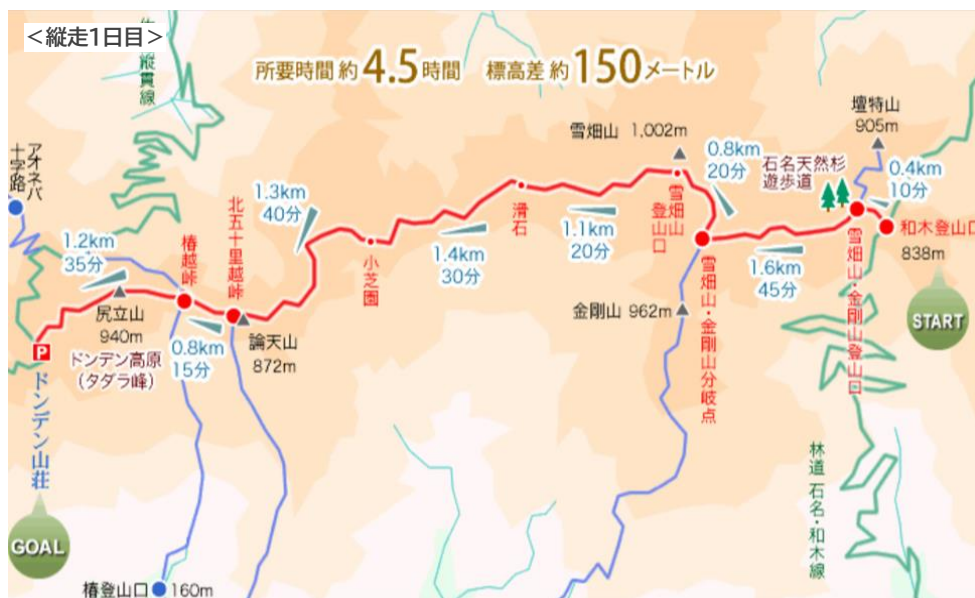 <縦走1日目>
所要時間 約 4.5 時間 標高差 約 150 メートル
縦貫線
アオネバ
十字路
1.2km
35分
椿越峠
北五十里越峠
1.3km
40分
小芝園
1.4km
30分
滑石
1.1km
20分
雪畑山 1,002m
雪畑山
登山口
0.8km
20分
石名天然杉
遊歩道
壇特山
905m
0.4km
10分
和木登山口
838m
START
1.6km
45分
雪畑山・金剛山分岐点
雪畑山・金剛山登山口
金剛山 962m
論天山
872m
0.8km
15分
尻立山
940m
ドンデン高原
(タダラ峰)
P
ドンデン山荘
GOAL
椿登山口 160m
林道 石名・和木線